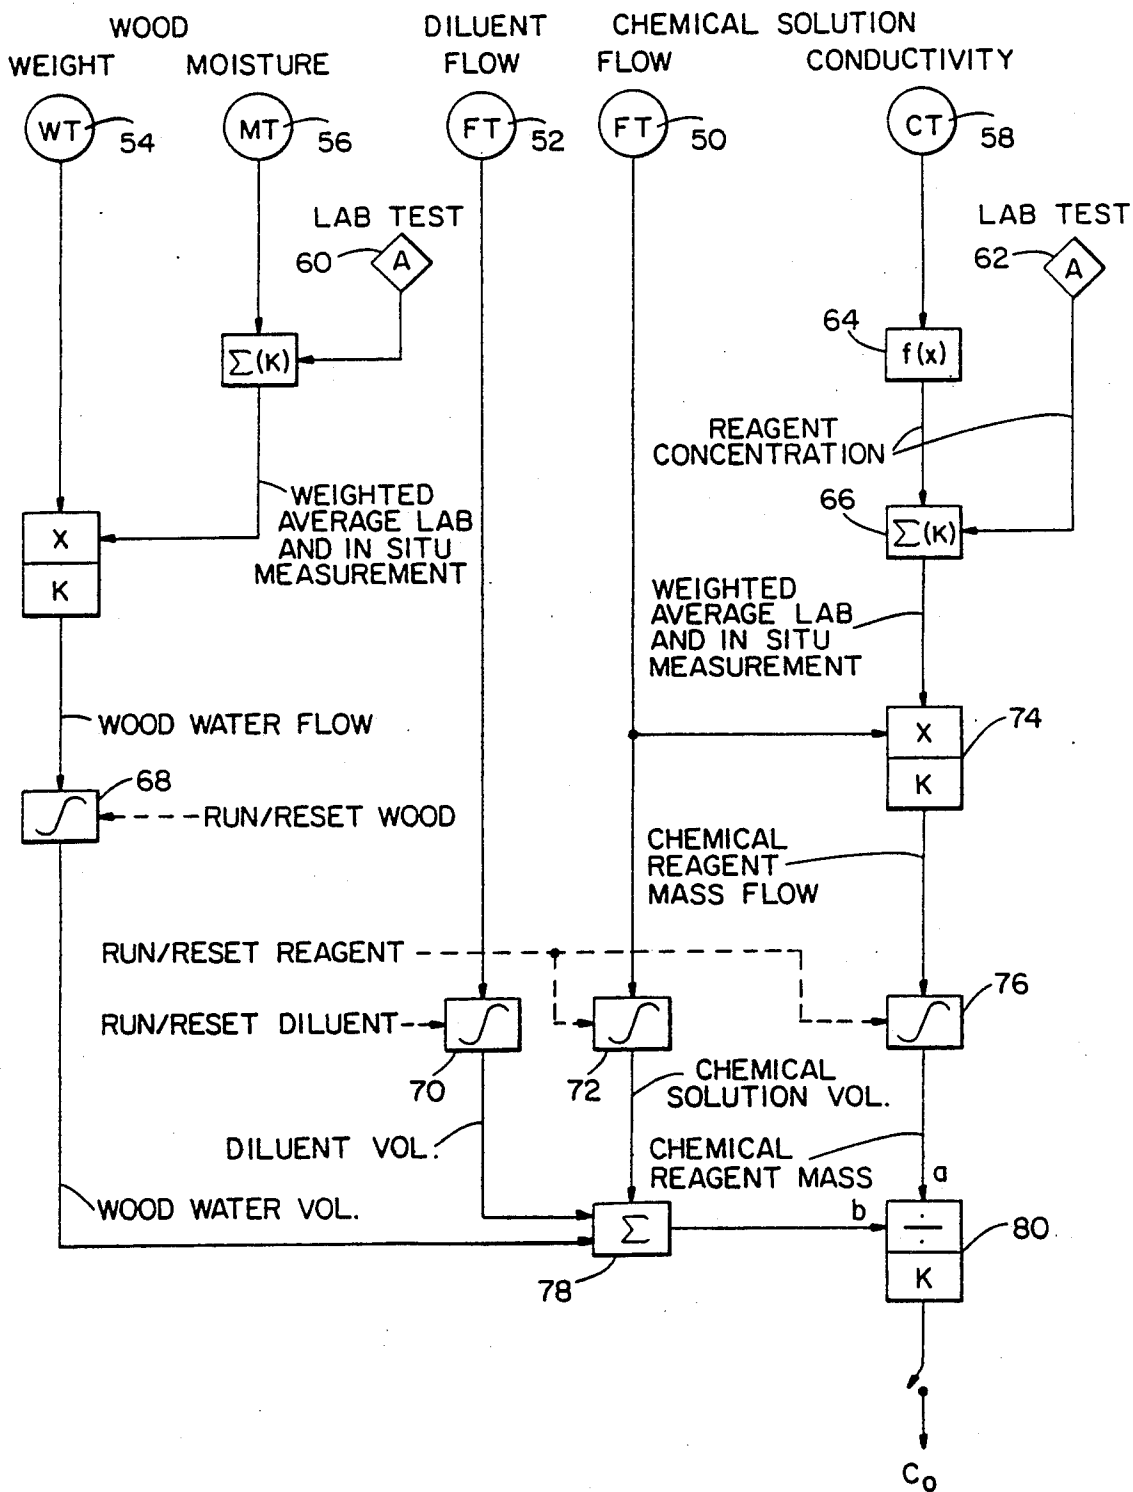 WOOD
DILUENT
CHEMICAL SOLUTION
WEIGHT
MOISTURE
FLOW
FLOW
CONDUCTIVITY
WT
54
MT
56
FT
52
FT
50
CT
58
LAB TEST
60
A
LAB TEST
62
A
Σ(K)
64
f(x)
REAGENT
CONCENTRATION
WEIGHTED
AVERAGE LAB
AND IN SITU
MEASUREMENT
X
K
66
Σ(K)
WEIGHTED
AVERAGE LAB
AND IN SITU
MEASUREMENT
WOOD WATER FLOW
X
K
74
68
∫
RUN/RESET WOOD
CHEMICAL
REAGENT
MASS FLOW
RUN/RESET REAGENT
RUN/RESET DILUENT
∫
70
∫
72
∫
76
CHEMICAL
SOLUTION VOL.
DILUENT VOL.
CHEMICAL
REAGENT MASS
a
WOOD WATER VOL.
Σ
78
b
÷
K
80
C₀